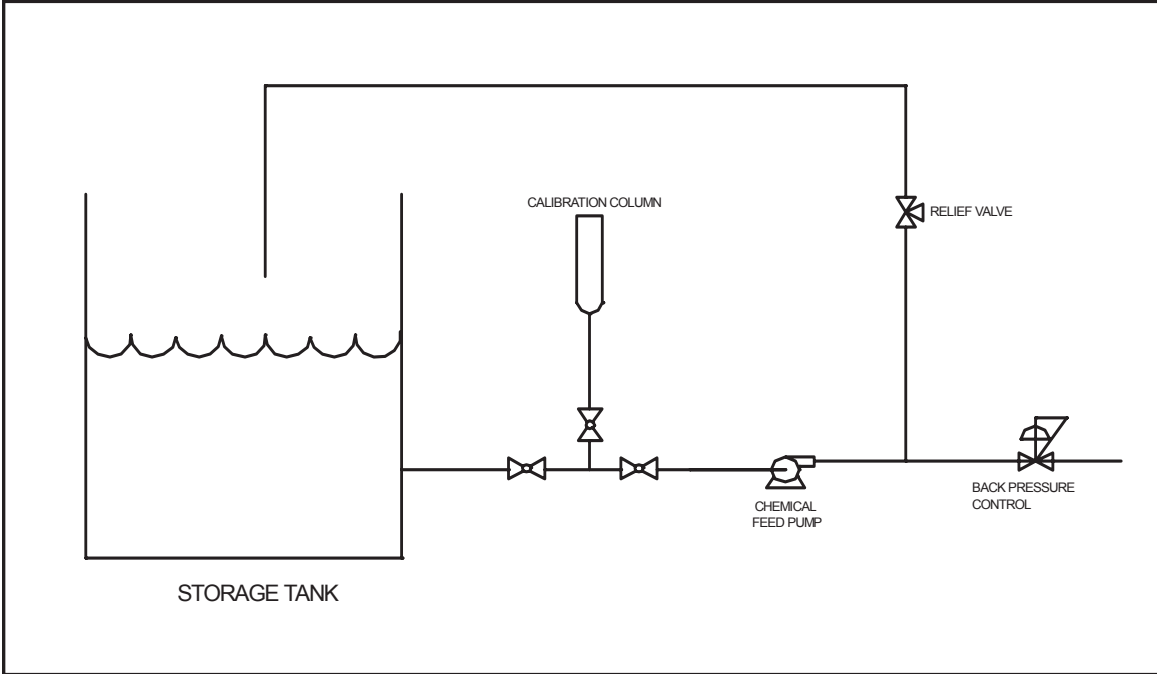 CALIBRATION COLUMN
RELIEF VALVE
CHEMICAL
FEED PUMP
BACK PRESSURE
CONTROL
STORAGE TANK